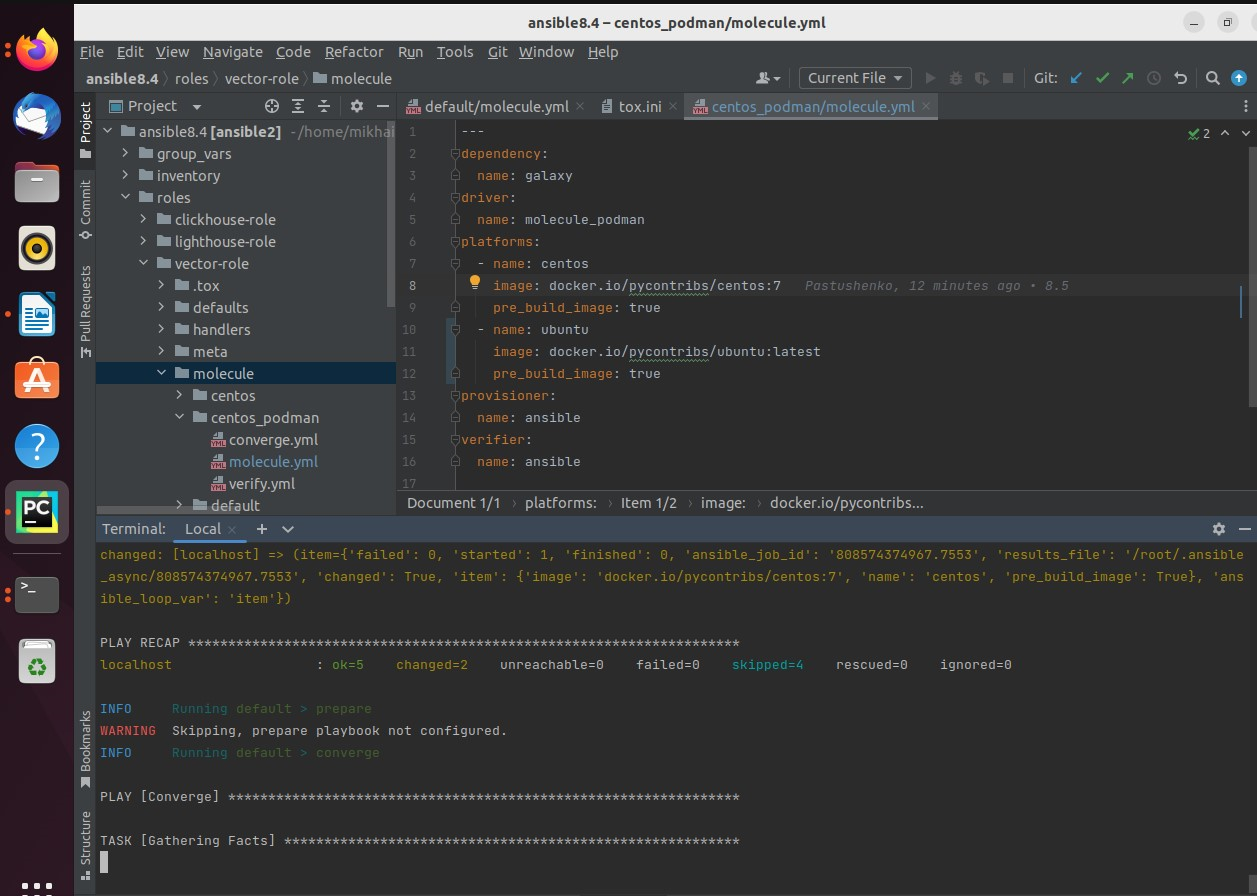 ansible8.4 – centos_podman/molecule.yml
File Edit View Navigate Code Refactor Run Tools Git Window Help
ansible8.4 roles vector-role molecule Current File Git:
Project
default/molecule.yml tox.ini centos_podman/molecule.yml
Project
Commit
Pull Requests
Bookmarks
Structure
ansible8.4 [ansible2] ~/home/mikhai
group_vars
inventory
roles
clickhouse-role
lighthouse-role
vector-role
.tox
defaults
handlers
meta
molecule
centos
centos_podman
converge.yml
molecule.yml
verify.yml
default
1 ---
2 dependency:
3 name: galaxy
4 driver:
5 name: molecule_podman
6 platforms:
7 - name: centos
8 image: docker.io/pycontribs/centos:7 Pastushenko, 12 minutes ago • 8.5
9 pre_build_image: true
10 - name: ubuntu
11 image: docker.io/pycontribs/ubuntu:latest
12 pre_build_image: true
13 provisioner:
14 name: ansible
15 verifier:
16 name: ansible
17
2
Document 1/1 platforms: Item 1/2 image: docker.io/pycontribs...
Terminal: Local
changed: [localhost] => (item={'failed': 0, 'started': 1, 'finished': 0, 'ansible_job_id': '808574374967.7553', 'results_file': '/root/.ansible
_async/808574374967.7553', 'changed': True, 'item': {'image': 'docker.io/pycontribs/centos:7', 'name': 'centos', 'pre_build_image': True}, 'ans
ible_loop_var': 'item'})
PLAY RECAP *********************************************************************
localhost : ok=5 changed=2 unreachable=0 failed=0 skipped=4 rescued=0 ignored=0
INFO Running default > prepare
WARNING Skipping, prepare playbook not configured.
INFO Running default > converge
PLAY [Converge] ****************************************************************
TASK [Gathering Facts] *********************************************************
PC